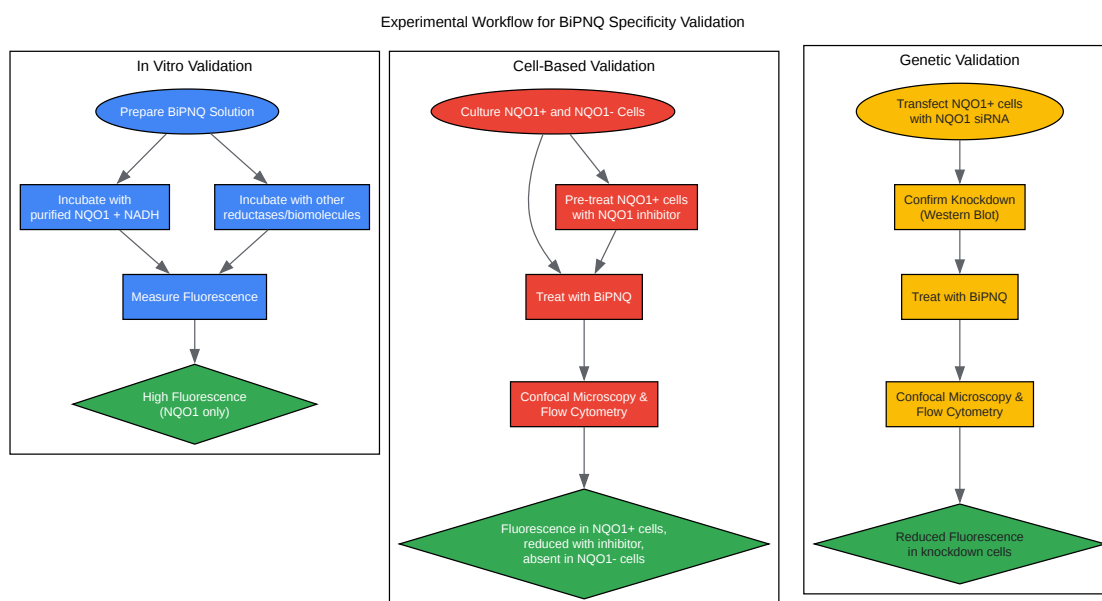 Experimental Workflow for BiPNQ Specificity Validation
In Vitro Validation
Prepare BiPNQ Solution
Incubate with
purified NQO1 + NADH
Incubate with other
reductases/biomolecules
Measure Fluorescence
High Fluorescence
(NQO1 only)
Cell-Based Validation
Culture NQO1+ and NQO1- Cells
Pre-treat NQO1+ cells
with NQO1 inhibitor
Treat with BiPNQ
Confocal Microscopy &
Flow Cytometry
Fluorescence in NQO1+ cells,
reduced with inhibitor,
absent in NQO1- cells
Genetic Validation
Transfect NQO1+ cells
with NQO1 siRNA
Confirm Knockdown
(Western Blot)
Treat with BiPNQ
Confocal Microscopy &
Flow Cytometry
Reduced Fluorescence
in knockdown cells